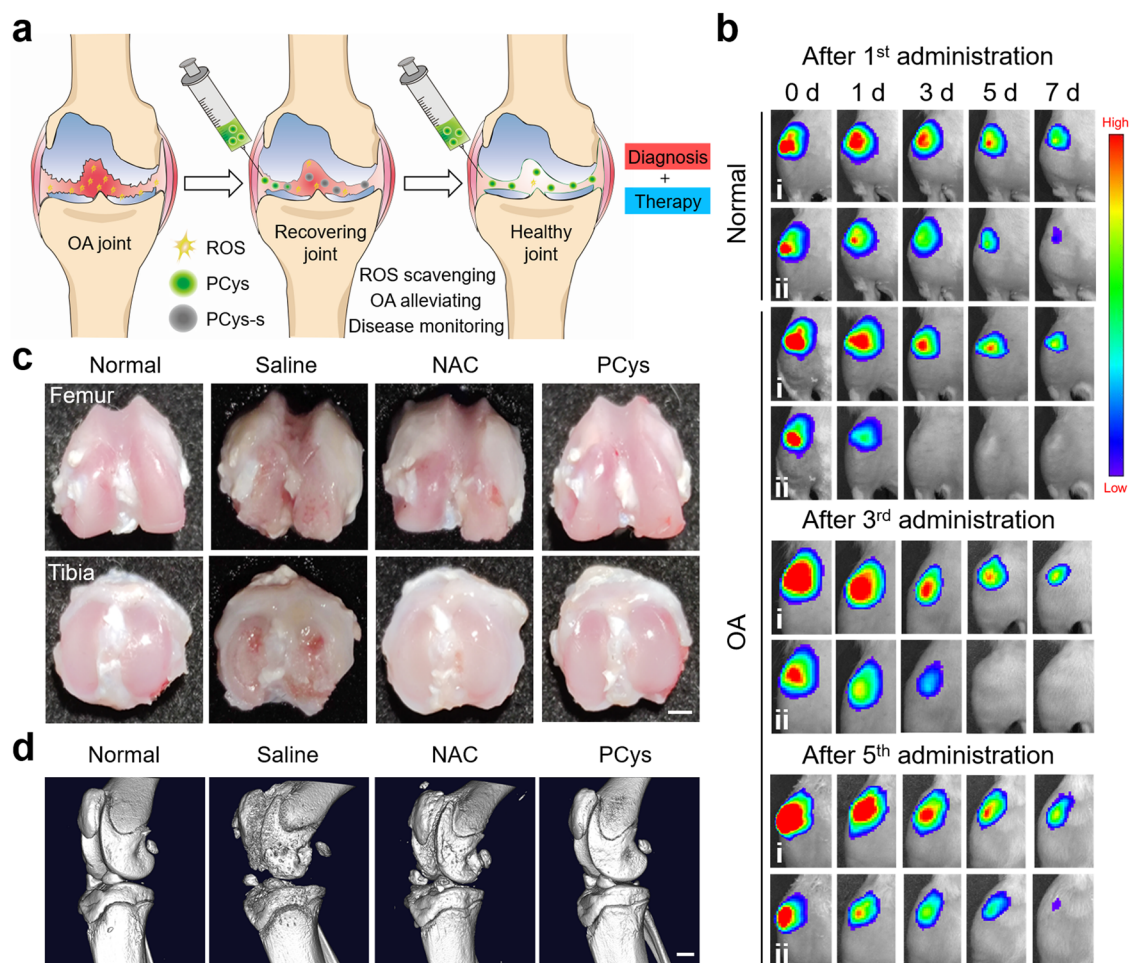 a
OA joint
Recovering
joint
Healthy
joint
Diagnosis
+
Therapy
ROS
PCys
PCys-s
ROS scavenging
OA alleviating
Disease monitoring
b
After 1st administration
0 d 1 d 3 d 5 d 7 d
Normal
i
ii
High
Low
OA
i
ii
After 3rd administration
i
ii
After 5th administration
i
ii
c
Normal Saline NAC PCys
Femur
Tibia
d
Normal Saline NAC PCys